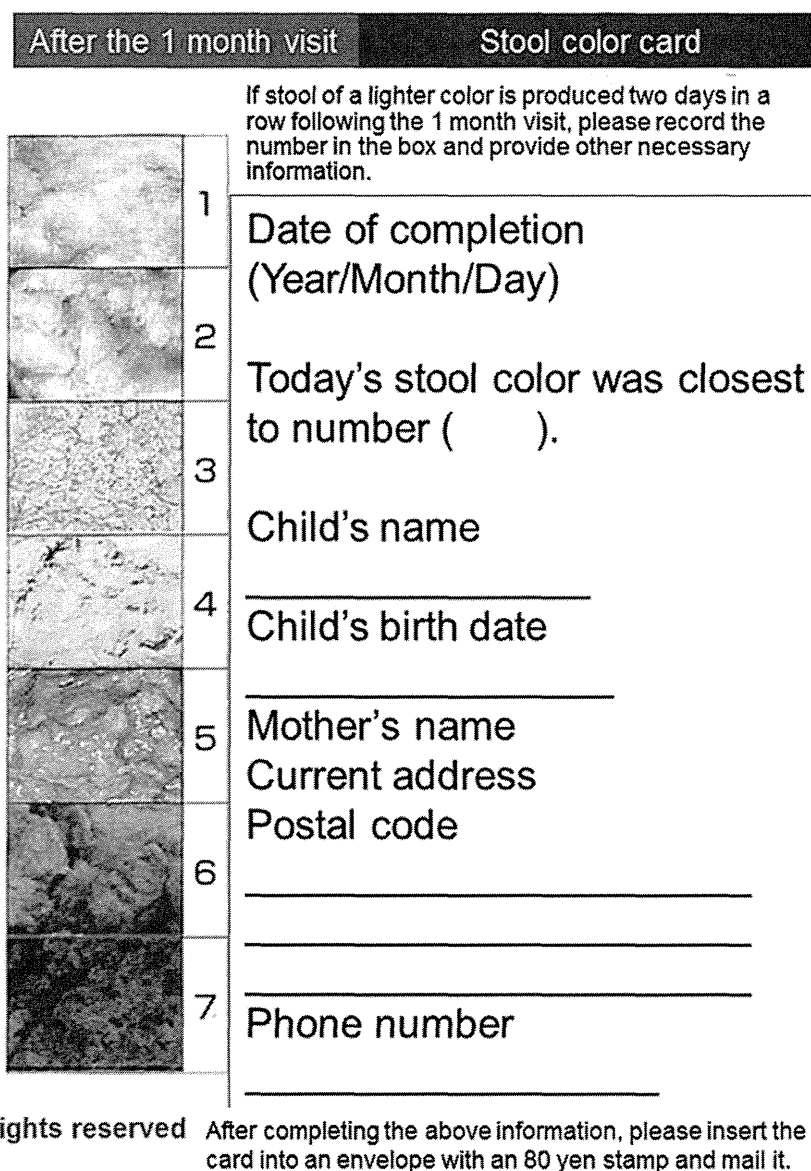 After the 1 month visit
Stool color card
If stool of a lighter color is produced two days in a
row following the 1 month visit, please record the
number in the box and provide other necessary
information.
1
2
3
4
5
6
7
Date of completion
(Year/Month/Day)
Today's stool color was closest
to number (     ).
Child's name
Child's birth date
Mother's name
Current address
Postal code
Phone number
ights reserved
After completing the above information, please insert the
card into an envelope with an 80 yen stamp and mail it.